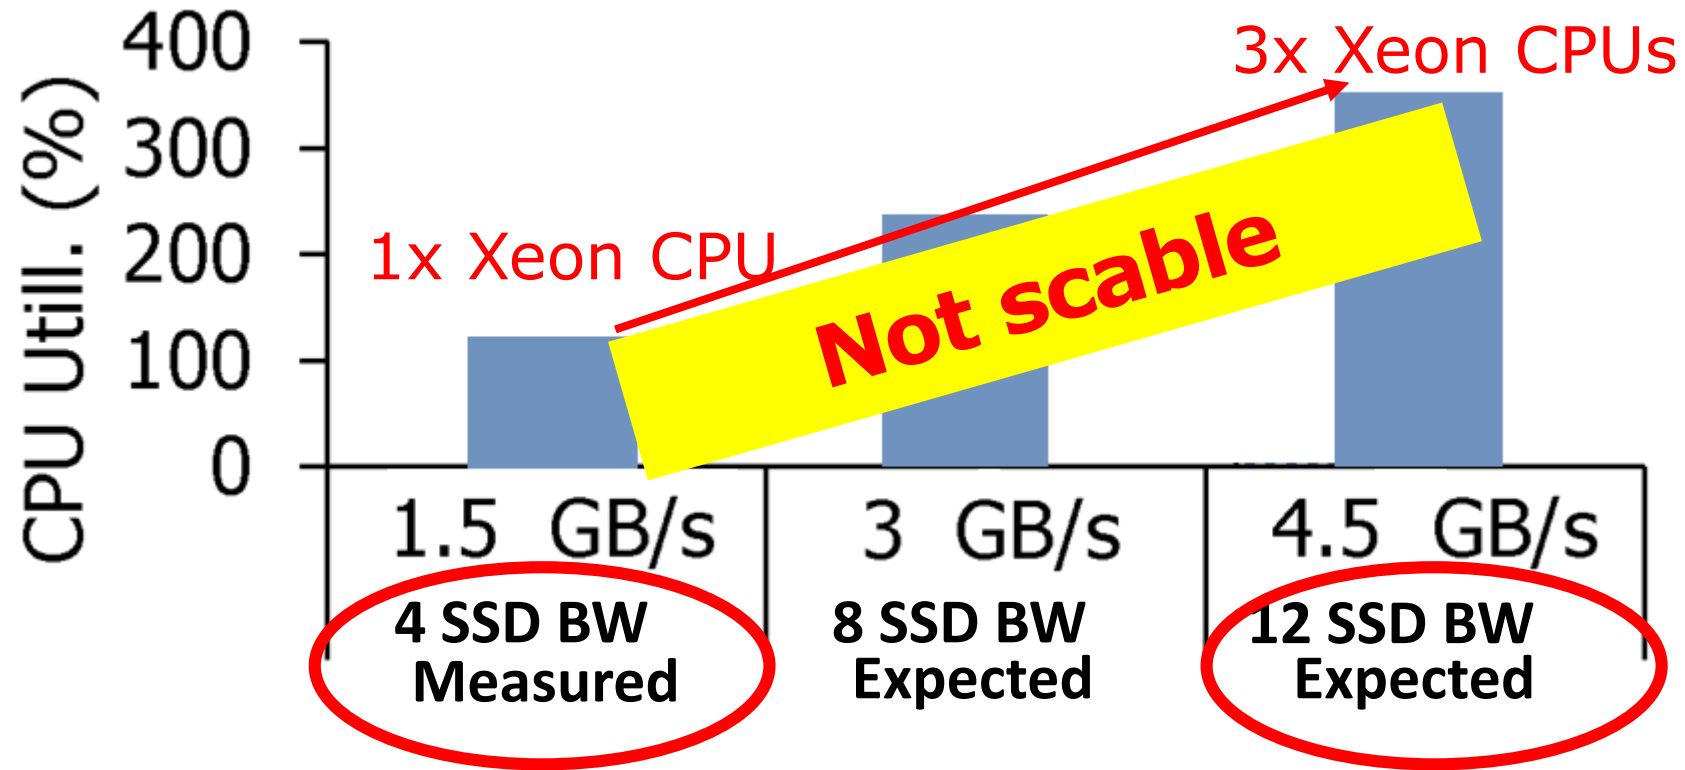 CPU Utill. (%)
400
300
200
100
0
1x Xeon CPU
3x Xeon CPUs
Not scable
1.5 GB/s
3 GB/s
4.5 GB/s
4 SSD BW
Measured
8 SSD BW
Expected
12 SSD BW
Expected